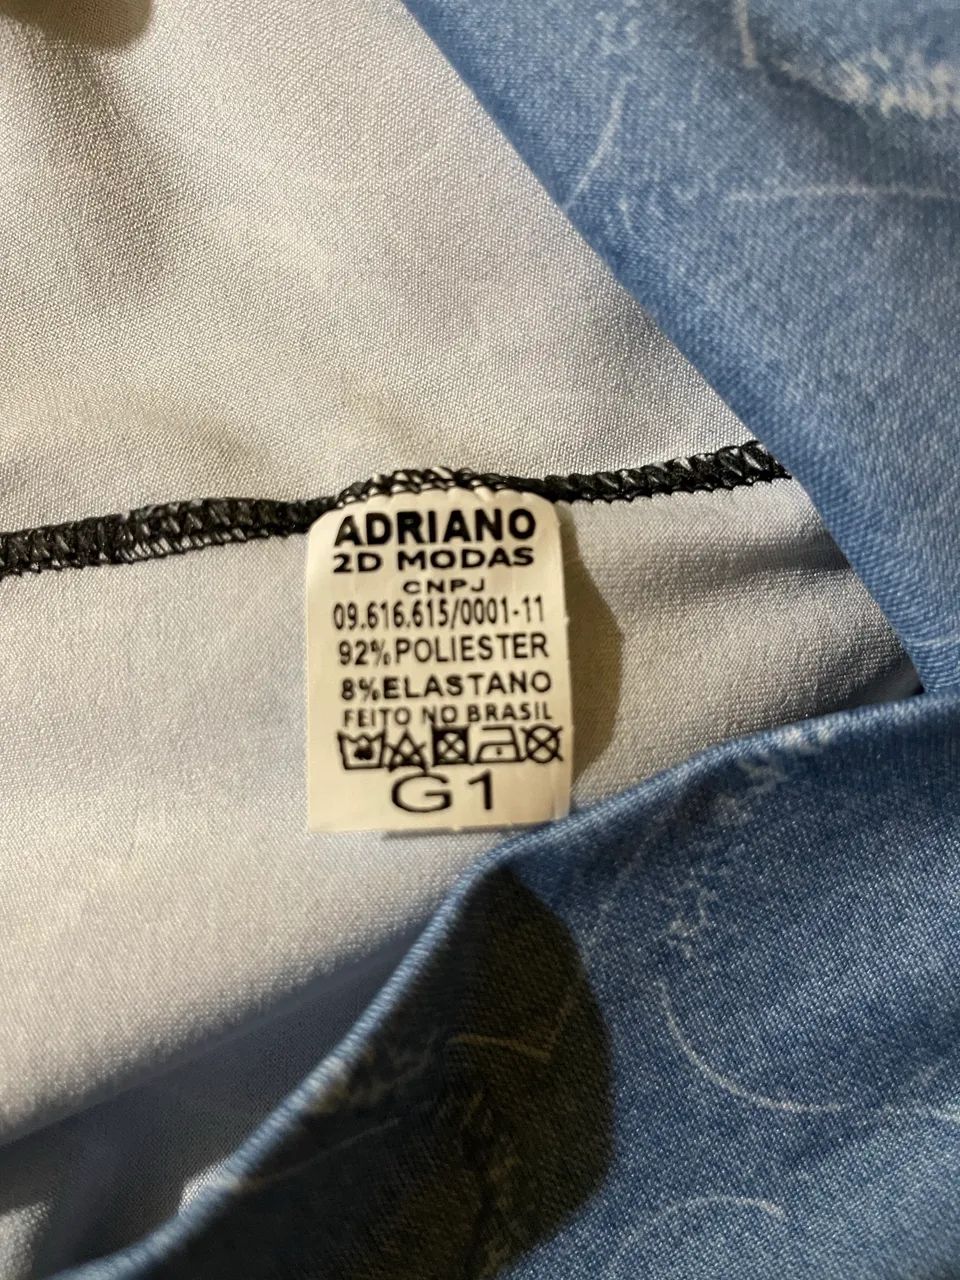 ADRIANO
2D MODAS
CNPJ
09.616.615/0001-11
92%POLIESTER
8%ELASTANO
FEITO NO BRASIL
G1